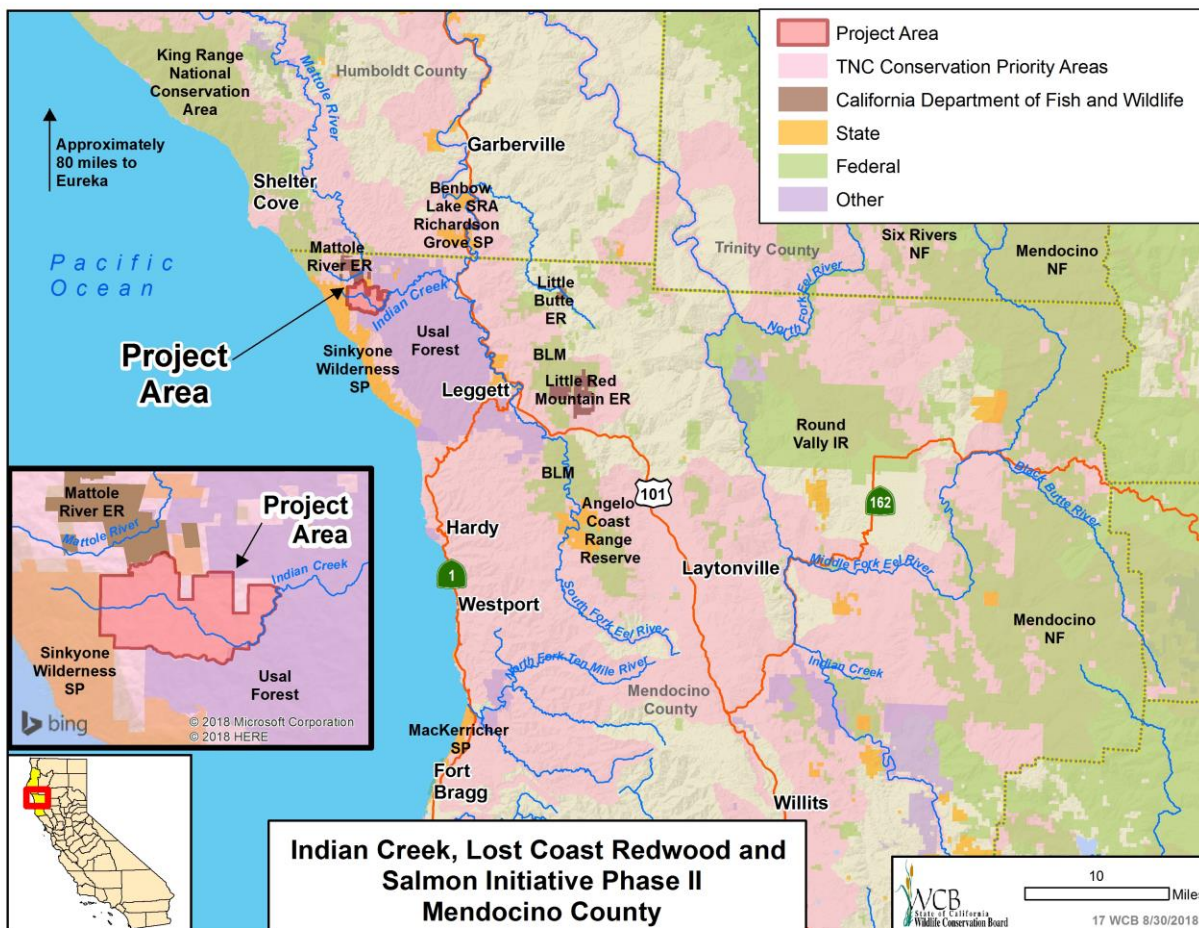 King Range
National
Conservation
Area
Mattole River
Humboldt County
Approximately
80 miles to
Eureka
Garberville
Shelter
Cove
Benbow
Lake SRA
Richardson
Grove SP
Mattole
River ER
Pacific
Ocean
Indian Creek
Project
Area
Usal
Forest
Sinkyone
Wilderness
SP
Little
Butte
ER
BLM
Leggett
Little Red
Mountain ER
Trinity County
Six Rivers
NF
Mendocino
NF
North Fork Eel River
Round
Vally IR
BLM
101
162
Black Butte River
Angelo
Coast
Range
Reserve
Hardy
1
Westport
Laytonville
Middle Fork Eel River
South Fork Eel River
North Fork Ten Mile River
Indian Creek
Mendocino
NF
Mendocino
County
MacKerricher
SP
Fort
Bragg
Willits
Project Area
TNC Conservation Priority Areas
California Department of Fish and Wildlife
State
Federal
Other
Mattole
River ER
Mattole River
Project
Area
Indian Creek
Sinkyone
Wilderness
SP
Usal
Forest
bing
© 2018 Microsoft Corporation
© 2018 HERE
Indian Creek, Lost Coast Redwood and
Salmon Initiative Phase II
Mendocino County
WCB
State of California
Wildlife Conservation Board
10
Miles
17 WCB 8/30/2018